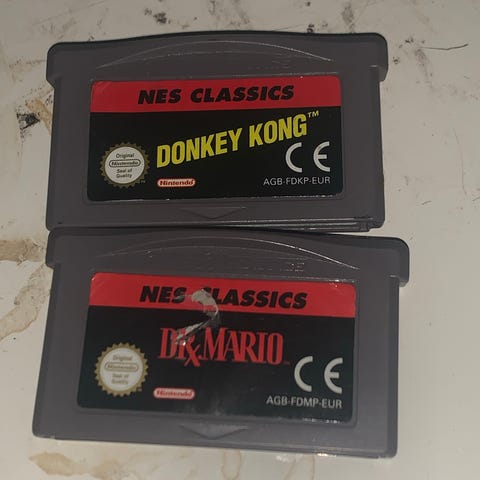 NES CLASSICS
DONKEY KONG™
Original
Nintendo
Seal of
Quality
Nintendo
CE
AGB-FDKP-EUR
NES CLASSICS
DR. MARIO™
Original
Nintendo
Seal of
Quality
Nintendo
CE
AGB-FDMP-EUR